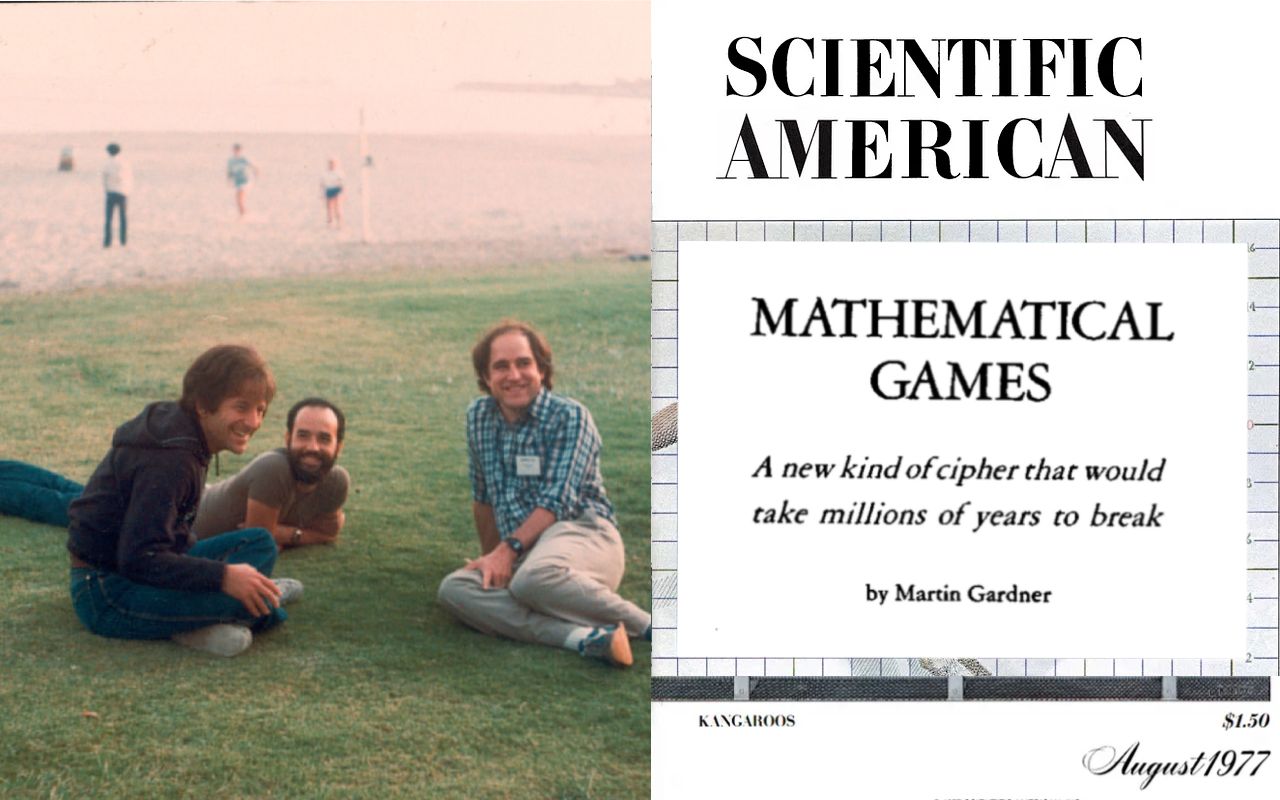 SCIENTIFIC
AMERICAN
MATHEMATICAL
GAMES
A new kind of cipher that would
take millions of years to break
by Martin Gardner
KANGAROOS
$1.50
August 1977